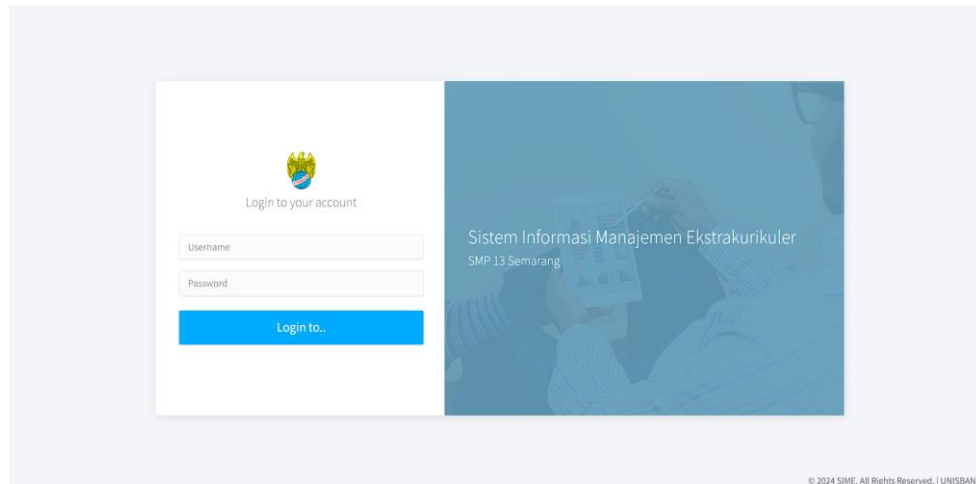 Login to your account
Username
Password
Login to..
Sistem Informasi Manajemen Ekstrakurikuler
SMP 13 Semarang
© 2024 SIME. All Rights Reserved. | UNISBAN